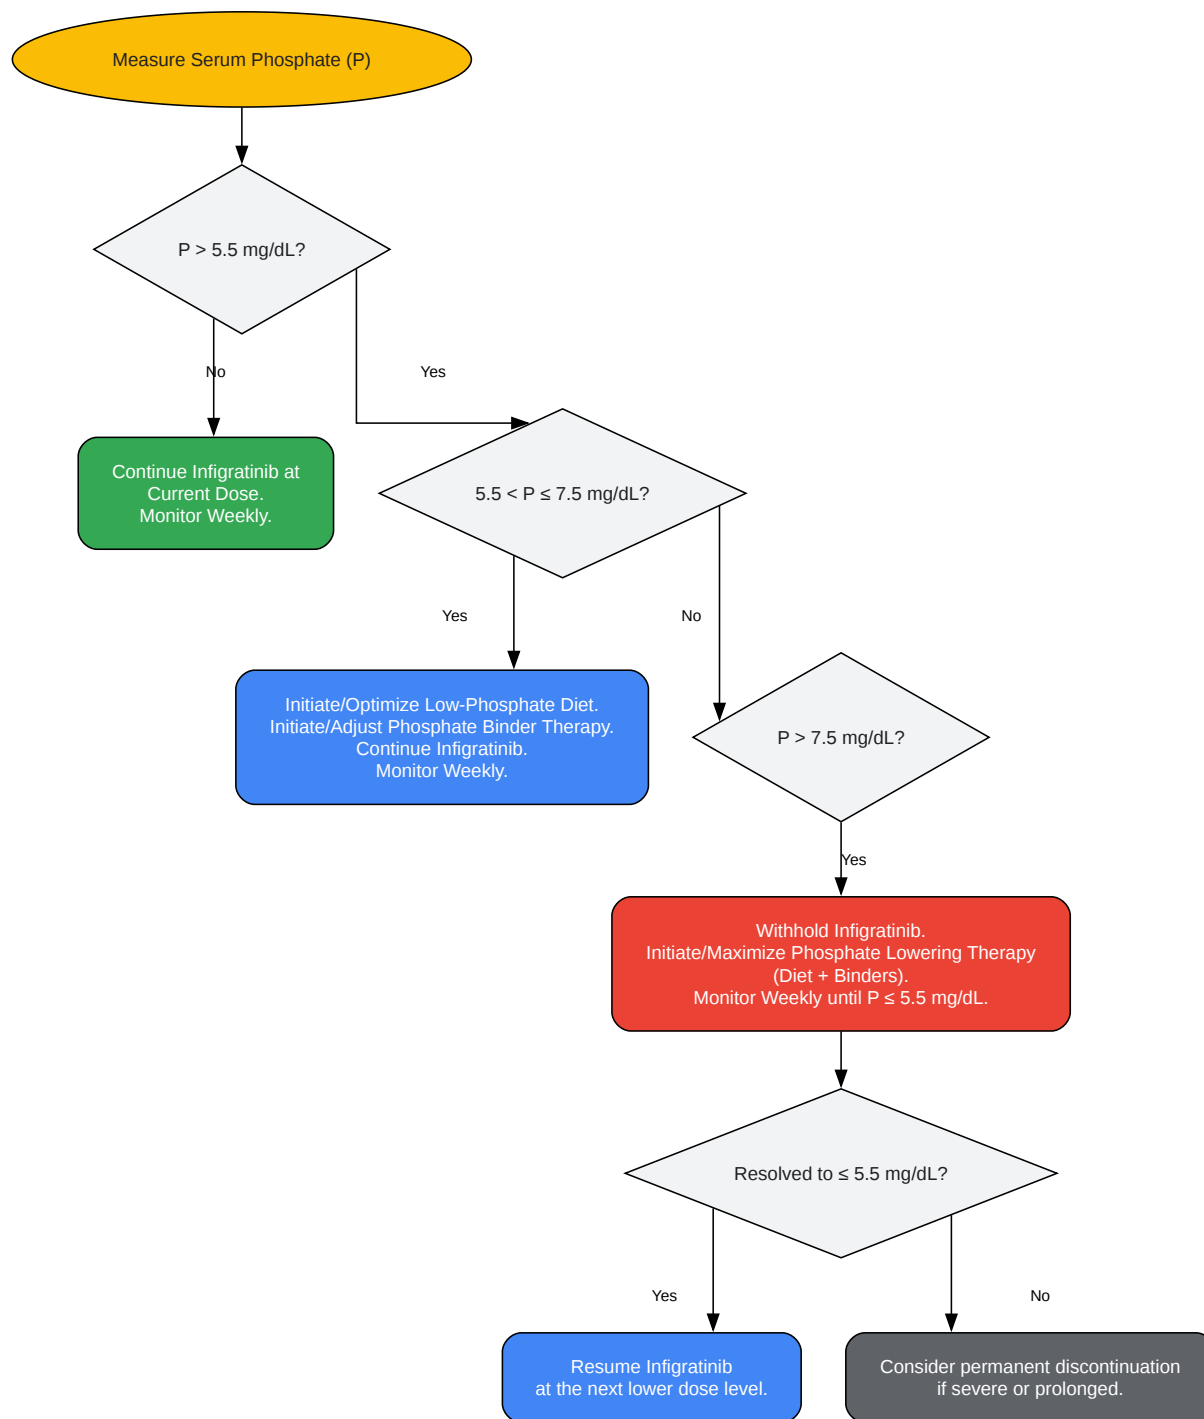 Measure Serum Phosphate (P)
P > 5.5 mg/dL?
No
Yes
Continue Infigratinib at
Current Dose.
Monitor Weekly.
5.5 < P ≤ 7.5 mg/dL?
Yes
No
Initiate/Optimize Low-Phosphate Diet.
Initiate/Adjust Phosphate Binder Therapy.
Continue Infigratinib.
Monitor Weekly.
P > 7.5 mg/dL?
Yes
Withhold Infigratinib.
Initiate/Maximize Phosphate Lowering Therapy
(Diet + Binders).
Monitor Weekly until P ≤ 5.5 mg/dL.
Resolved to ≤ 5.5 mg/dL?
Yes
No
Resume Infigratinib
at the next lower dose level.
Consider permanent discontinuation
if severe or prolonged.